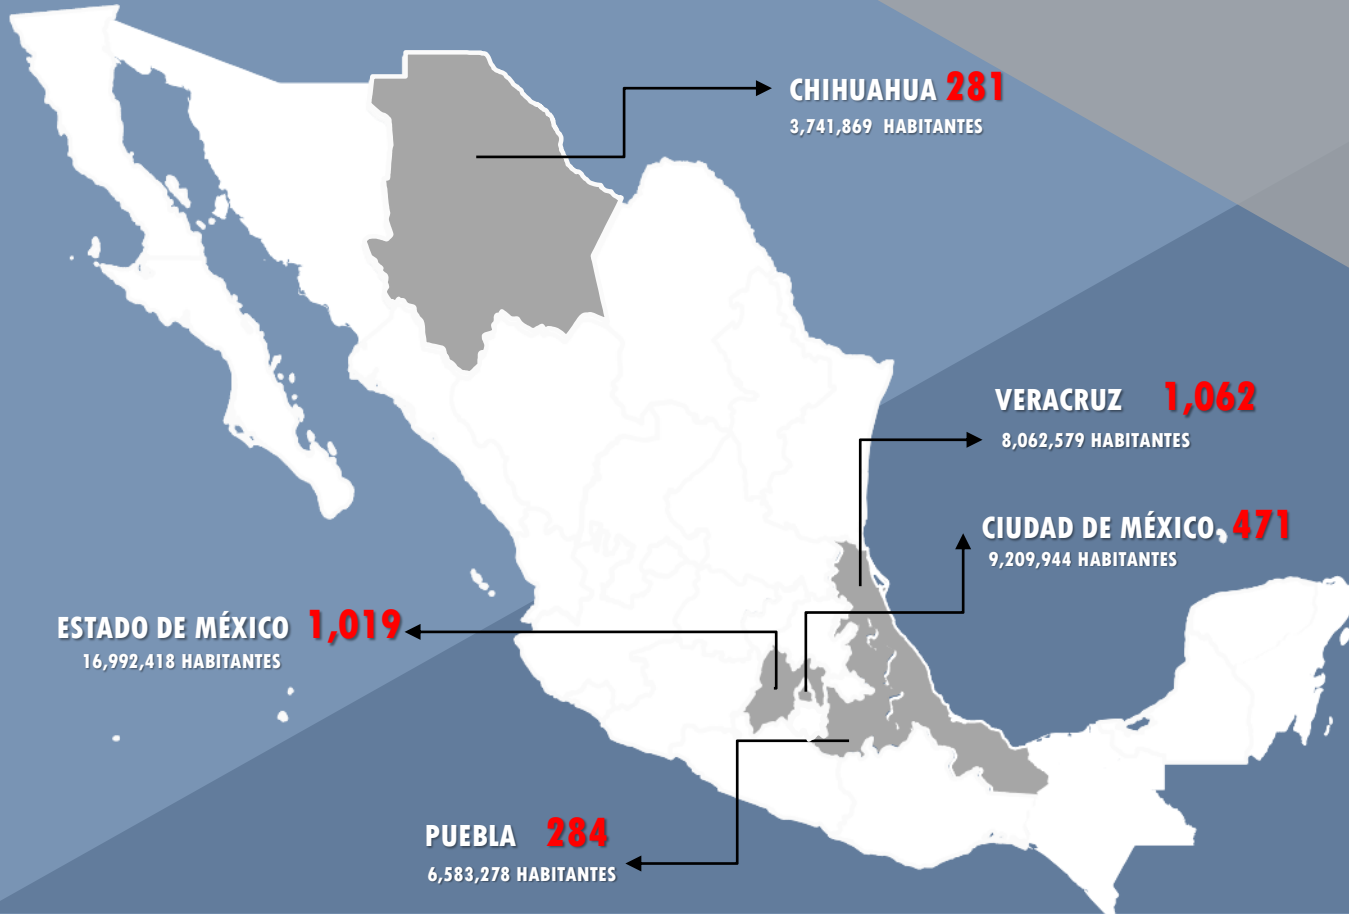 CHIHUAHUA 281
3,741,869 HABITANTES
VERACRUZ 1,062
8,062,579 HABITANTES
CIUDAD DE MÉXICO 471
9,209,944 HABITANTES
ESTADO DE MÉXICO 1,019
16,992,418 HABITANTES
PUEBLA 284
6,583,278 HABITANTES